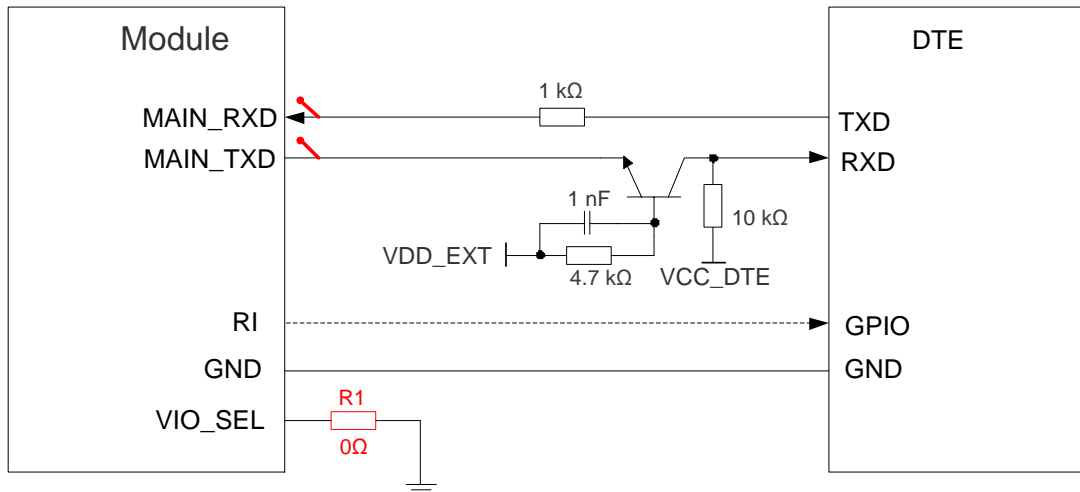 Module
DTE
1 kΩ
MAIN_RXD
TXD
MAIN_TXD
RXD
1 nF
10 kΩ
VDD_EXT
4.7 kΩ
VCC_DTE
RI
GPIO
GND
GND
R1
VIO_SEL
0Ω